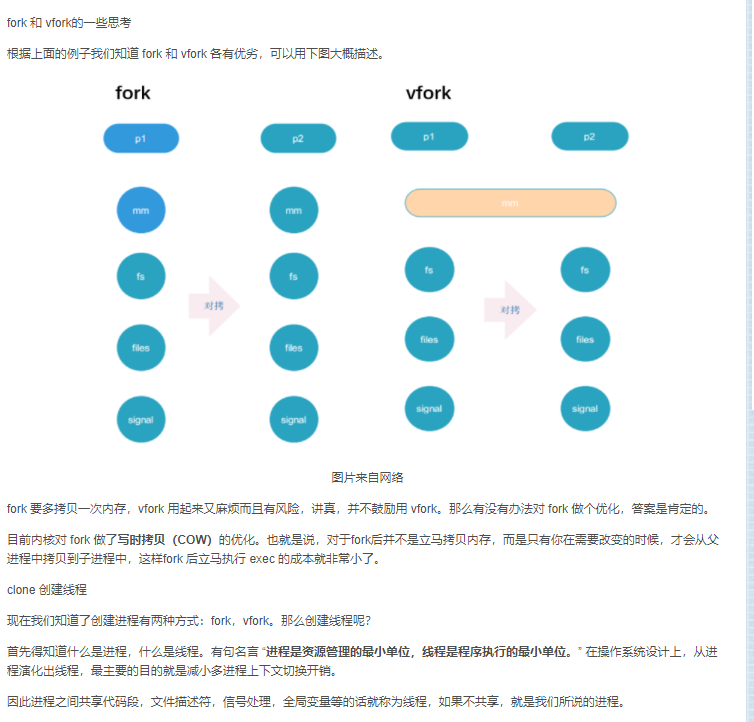 fork 和 vfork的一些思考
根据上面的例子我们知道 fork 和 vfork 各有优劣，可以用下图大概描述。
fork
vfork
p1
p2
p1
p2
mm
mm
mm
fs
fs
fs
fs
对拷
对拷
files
files
files
files
signal
signal
signal
signal
图片来自网络
fork 要多拷贝一次内存，vfork 用起来又麻烦而且有风险，讲真，并不鼓励用 vfork。那么有没有办法对 fork 做个优化，答案是肯定的。
目前内核对 fork 做了写时拷贝（COW）的优化。也就是说，对于fork后并不是立马拷贝内存，而是只有你在需要改变的时候，才会从父
进程中拷贝到子进程中，这样fork 后立马执行 exec 的成本就非常小了。
clone 创建线程
现在我们知道了创建进程有两种方式：fork，vfork。那么创建线程呢？
首先得知道什么是进程，什么是线程。有句名言 “进程是资源管理的最小单位，线程是程序执行的最小单位。” 在操作系统设计上，从进
程演化出线程，最主要的目的就是减小多进程上下文切换开销。
因此进程之间共享代码段，文件描述符，信号处理，全局变量等的话就称为线程，如果不共享，就是我们所说的进程。